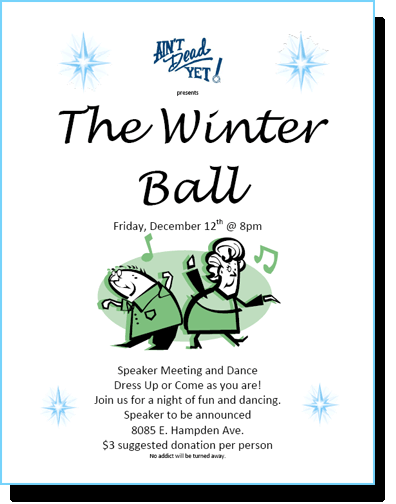 AIN'T
Dead
YET!
presents
The Winter
Ball
Friday, December 12th @ 8pm
Speaker Meeting and Dance
Dress Up or Come as you are!
Join us for a night of fun and dancing.
Speaker to be announced
8085 E. Hampden Ave.
$3 suggested donation per person
No addict will be turned away.